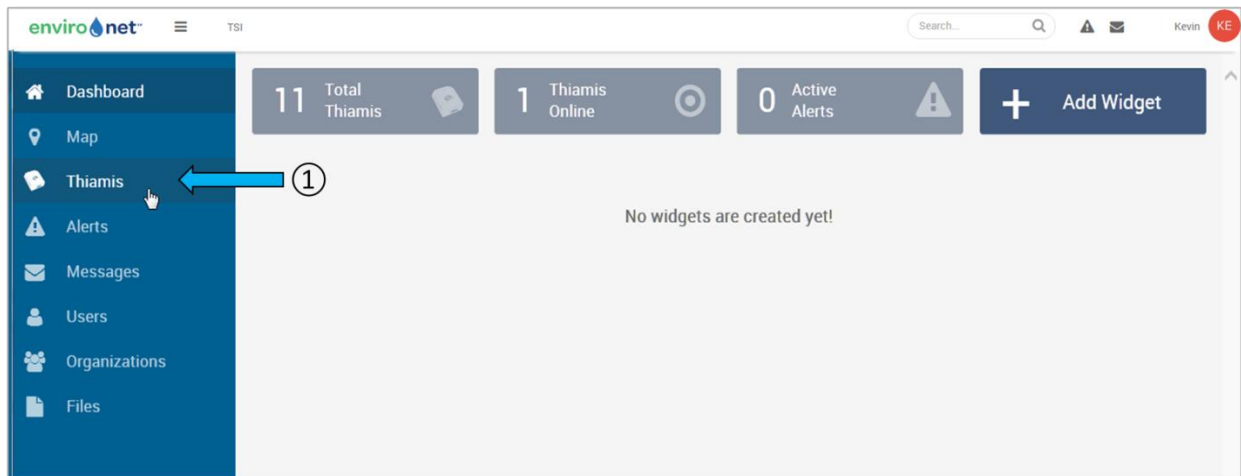 enviro net™ TSI Search... Kevin KE
Dashboard
Map
Thiamis
①
Alerts
Messages
Users
Organizations
Files
11 Total
Thiamis
1 Thiamis
Online
0 Active
Alerts
+ Add Widget
No widgets are created yet!